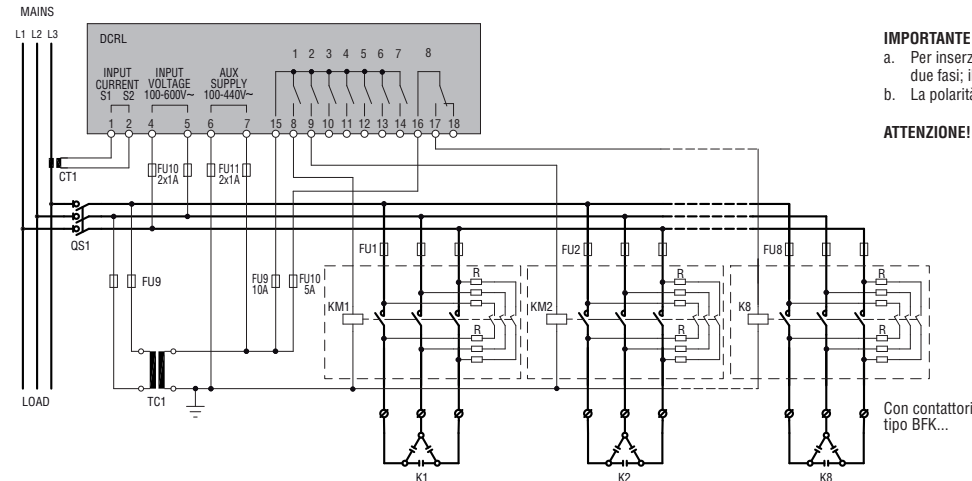 MAINS
L1 L2 L3
DCRL
1 2 3 4 5 6 7 8
INPUT CURRENT
S1 S2
INPUT VOLTAGE
100-600V~
AUX SUPPLY
100-440V~
1 2 4 5 6 7 15 8 9 10 11 12 13 14 16 17 18
CT1
FU10
2x1A
FU11
2x1A
QS1
FU1
FU2
FU8
FU9
FU9
10A
FU10
5A
KM1
R
R
KM2
R
R
K8
R
R
LOAD
TC1
K1
K2
K8
IMPORTANTE
a. Per inserz
due fasi; i
b. La polarità
ATTENZIONE!
Con contattori
tipo BFK...